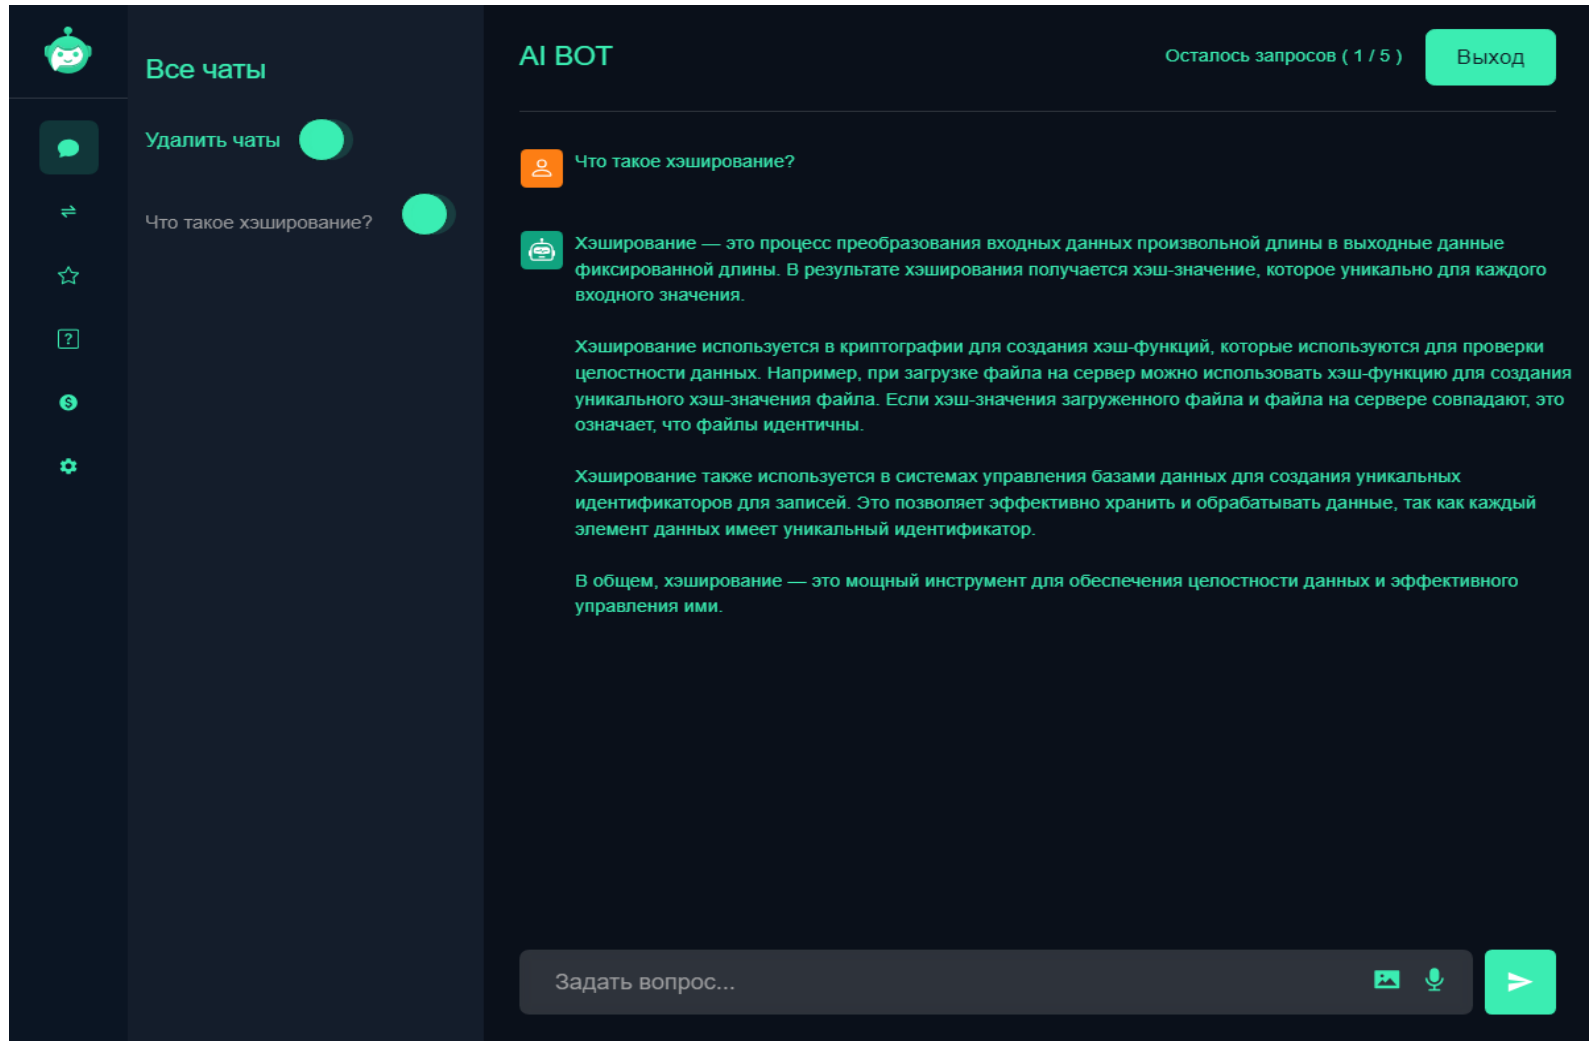 Все чаты
Удалить чаты
Что такое хэширование?
AI BOT
Осталось запросов ( 1 / 5 )
Выход
Что такое хэширование?
Хэширование — это процесс преобразования входных данных произвольной длины в выходные данные
фиксированной длины. В результате хэширования получается хэш-значение, которое уникально для каждого
входного значения.
Хэширование используется в криптографии для создания хэш-функций, которые используются для проверки
целостности данных. Например, при загрузке файла на сервер можно использовать хэш-функцию для создания
уникального хэш-значения файла. Если хэш-значения загруженного файла и файла на сервере совпадают, это
означает, что файлы идентичны.
Хэширование также используется в системах управления базами данных для создания уникальных
идентификаторов для записей. Это позволяет эффективно хранить и обрабатывать данные, так как каждый
элемент данных имеет уникальный идентификатор.
В общем, хэширование — это мощный инструмент для обеспечения целостности данных и эффективного
управления ими.
Задать вопрос...